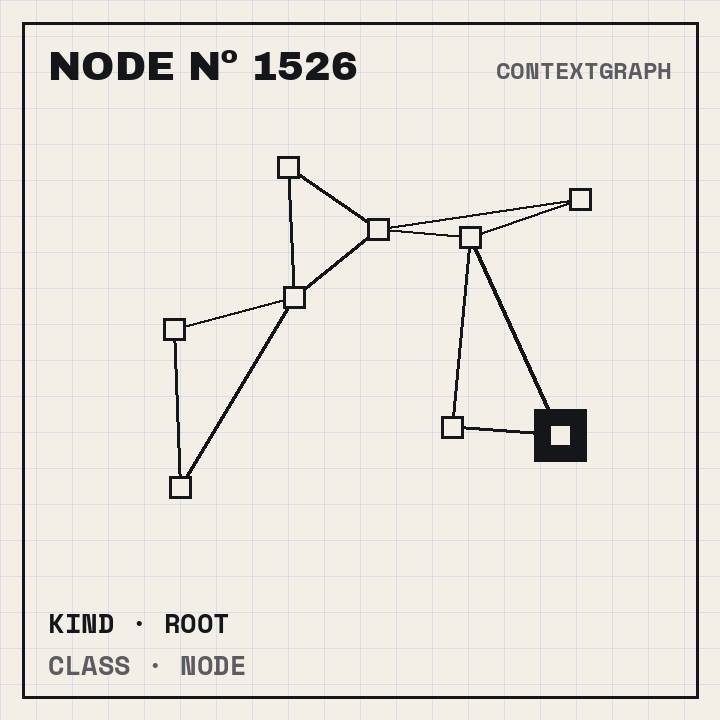 NODE Nº 1526
CONTEXTGRAPH
KIND · ROOT
CLASS · NODE